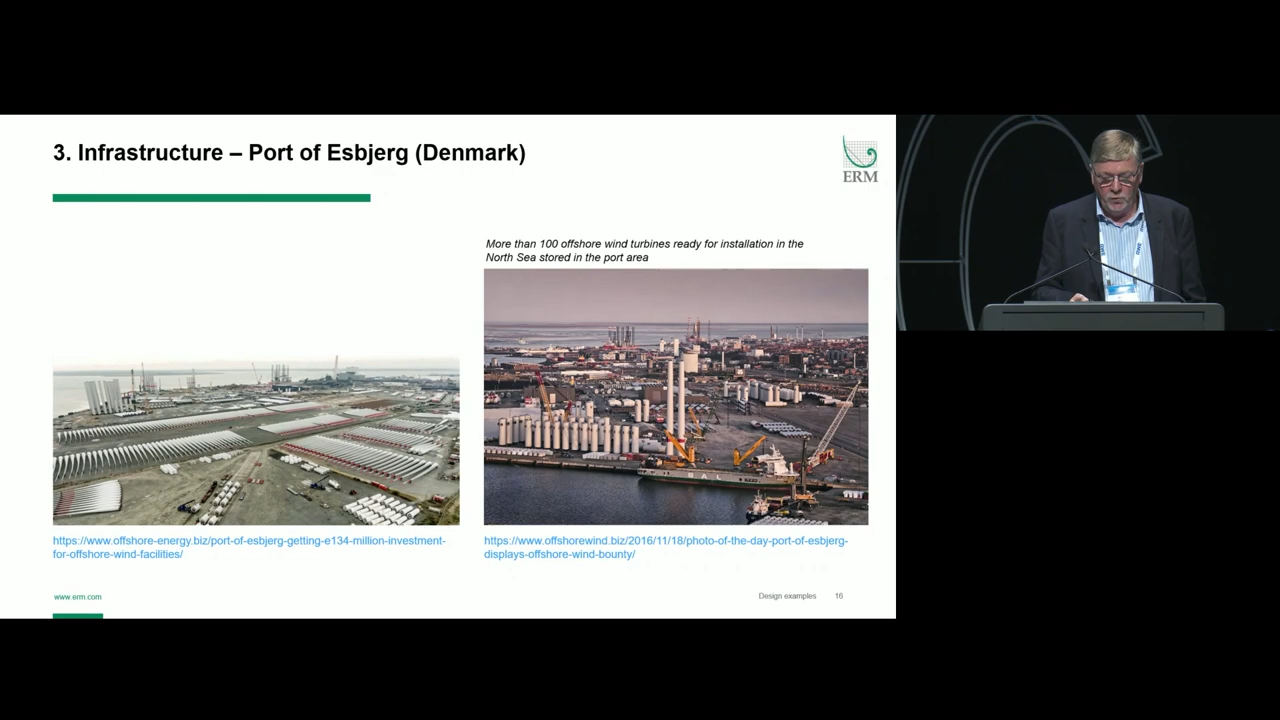 3. Infrastructure – Port of Esbjerg (Denmark)
ERM
More than 100 offshore wind turbines ready for installation in the
North Sea stored in the port area
https://www.offshore-energy.biz/port-of-esbjerg-getting-e134-million-investment-
for-offshore-wind-facilities/
https://www.offshorewind.biz/2016/11/18/photo-of-the-day-port-of-esbjerg-
displays-offshore-wind-bounty/
www.erm.com
Design examples 16